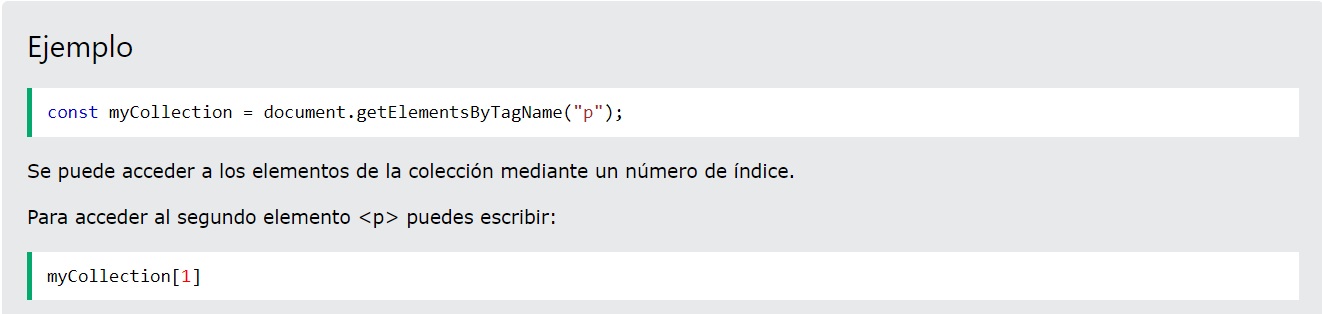 Ejemplo
const myCollection = document.getElementsByTagName("p");
Se puede acceder a los elementos de la colección mediante un número de índice.
Para acceder al segundo elemento <p> puedes escribir:
myCollection[1]